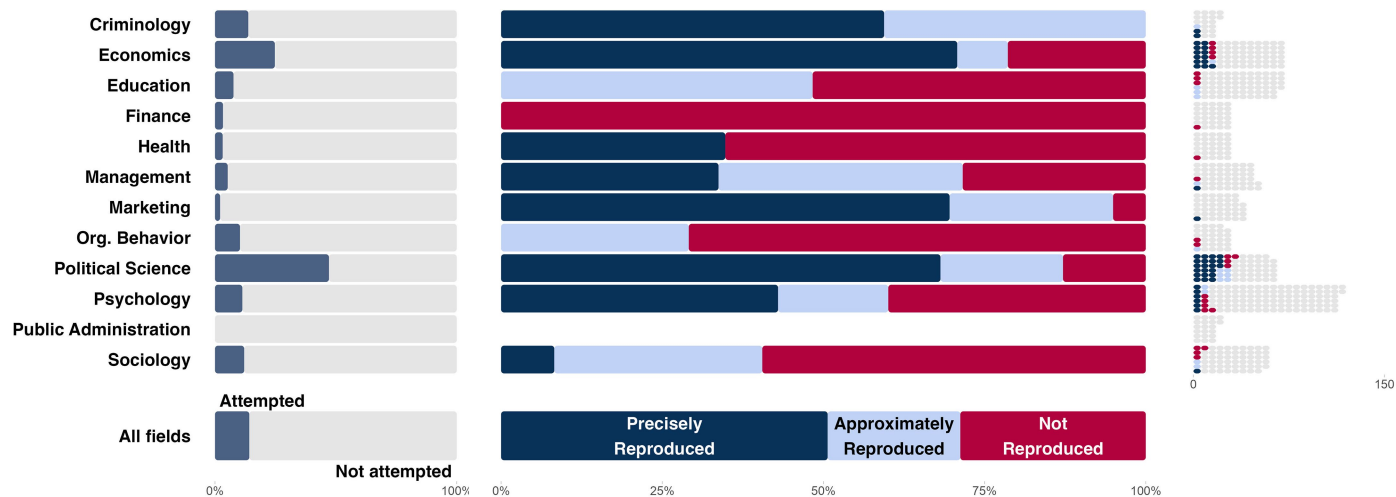 Criminology
Economics
Education
Finance
Health
Management
Marketing
Org. Behavior
Political Science
Psychology
Public Administration
Sociology
0 150
Attempted
All fields
Precisely
Reproduced
Approximately
Reproduced
Not
Reproduced
Not attempted
0% 100%
0% 25% 50% 75% 100%